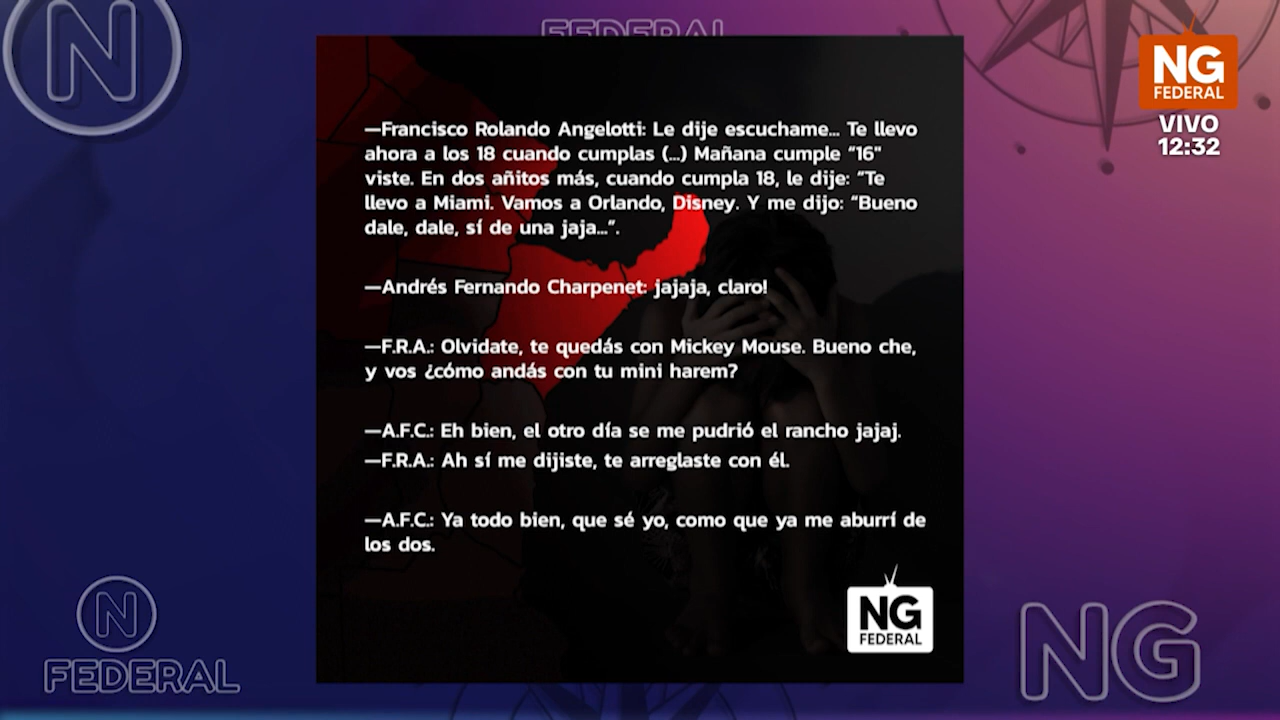 FEDERAL
N
NG
FEDERAL
VIVO
12:32
—Francisco Rolando Angelotti: Le dije escuchame... Te llevo
ahora a los 18 cuando cumplas (...) Mañana cumple “16"
viste. En dos añitos más, cuando cumpla 18, le dije: “Te
llevo a Miami. Vamos a Orlando, Disney. Y me dijo: “Bueno
dale, dale, sí de una jaja...”.
—Andrés Fernando Charpenet: jajaja, claro!
—F.R.A.: Olvidate, te quedás con Mickey Mouse. Bueno che,
y vos ¿cómo andás con tu mini harem?
—A.F.C.: Eh bien, el otro día se me pudrió el rancho jajaj.
—F.R.A.: Ah sí me dijiste, te arreglaste con él.
—A.F.C.: Ya todo bien, que sé yo, como que ya me aburrí de
los dos.
NG
FEDERAL
N
FEDERAL
NG